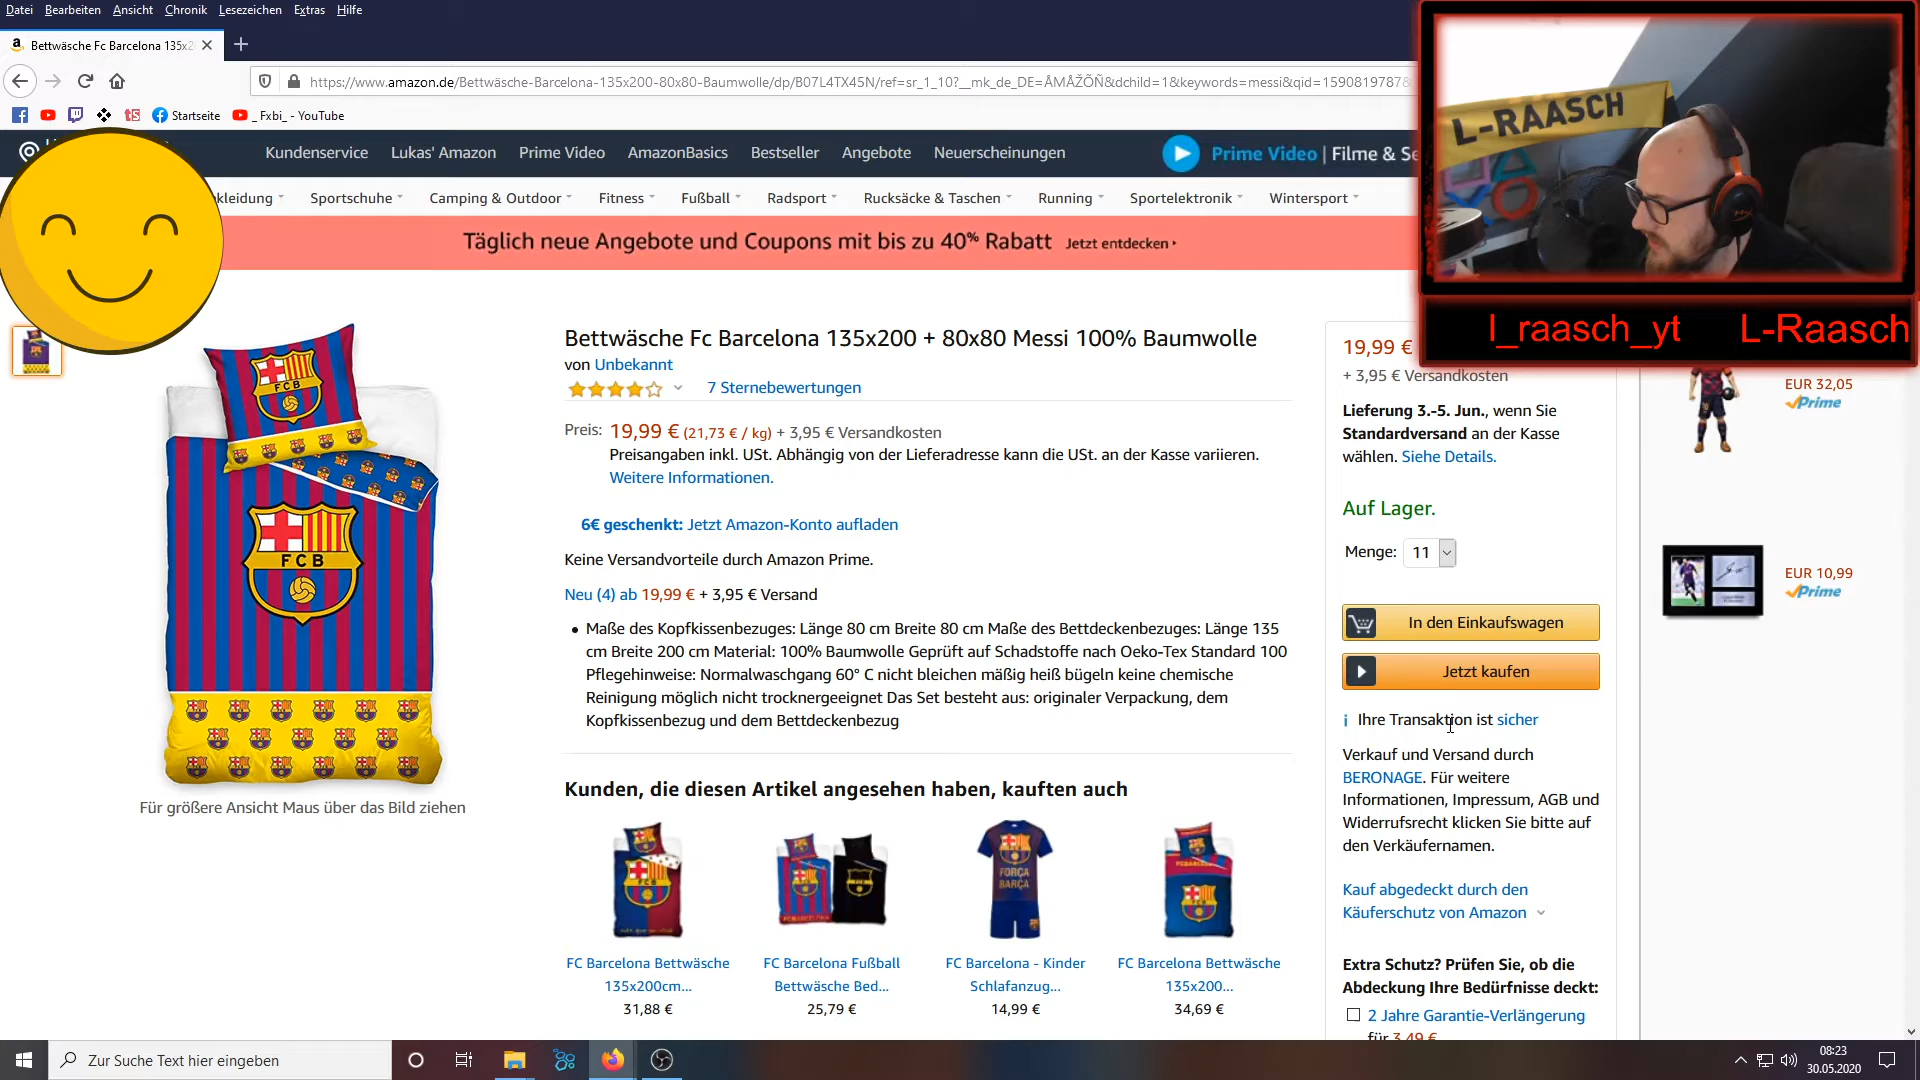 Datei Bearbeiten Ansicht Chronik Lesezeichen Extras Hilfe
Bettwäsche Fc Barcelona 135x2
https://www.amazon.de/Bettwäsche-Barcelona-135x200-80x80-Baumwolle/dp/B07L4TX45N/ref=sr_1_10?__mk_de_DE=ÅMÅŽÕÑ&dchild=1&keywords=messi&qid=1590819787&
Startseite _ Fxbi_ - YouTube
Kundenservice Lukas' Amazon Prime Video AmazonBasics Bestseller Angebote Neuerscheinungen
Prime Video | Filme & Se
kleidung Sportschuhe Camping & Outdoor Fitness Fußball Radsport Rucksäcke & Taschen Running Sportelektronik Wintersport
Täglich neue Angebote und Coupons mit bis zu 40% Rabatt Jetzt entdecken
L-RAASCH
l_raasch_yt L-Raasch
Bettwäsche Fc Barcelona 135x200 + 80x80 Messi 100% Baumwolle
von Unbekannt
7 Sternebewertungen
Preis: 19,99 € (21,73 € / kg) + 3,95 € Versandkosten
Preisangaben inkl. USt. Abhängig von der Lieferadresse kann die USt. an der Kasse variieren.
Weitere Informationen.
6€ geschenkt: Jetzt Amazon-Konto aufladen
Keine Versandvorteile durch Amazon Prime.
Neu (4) ab 19,99 € + 3,95 € Versand
Maße des Kopfkissenbezuges: Länge 80 cm Breite 80 cm Maße des Bettdeckenbezuges: Länge 135
cm Breite 200 cm Material: 100% Baumwolle Geprüft auf Schadstoffe nach Oeko-Tex Standard 100
Pflegehinweise: Normalwaschgang 60° C nicht bleichen mäßig heiß bügeln keine chemische
Reinigung möglich nicht trocknergeeignet Das Set besteht aus: originaler Verpackung, dem
Kopfkissenbezug und dem Bettdeckenbezug
FCB
FCB
Für größere Ansicht Maus über das Bild ziehen
Kunden, die diesen Artikel angesehen haben, kauften auch
FORÇA
BARÇA
FC Barcelona Bettwäsche
135x200cm...
31,88 €
FC Barcelona Fußball
Bettwäsche Bed...
25,79 €
FC Barcelona - Kinder
Schlafanzug...
14,99 €
FC Barcelona Bettwäsche
135x200...
34,69 €
19,99 €
+ 3,95 € Versandkosten
Lieferung 3.-5. Jun., wenn Sie
Standardversand an der Kasse
wählen. Siehe Details.
Auf Lager.
Menge: 11
In den Einkaufswagen
Jetzt kaufen
Ihre Transaktion ist sicher
Verkauf und Versand durch
BERONAGE. Für weitere
Informationen, Impressum, AGB und
Widerrufsrecht klicken Sie bitte auf
den Verkäufernamen.
Kauf abgedeckt durch den
Käuferschutz von Amazon
Extra Schutz? Prüfen Sie, ob die
Abdeckung Ihre Bedürfnisse deckt:
2 Jahre Garantie-Verlängerung
für 3,49 €
EUR 32,05
Prime
EUR 10,99
Prime
Zur Suche Text hier eingeben
08:23
30.05.2020